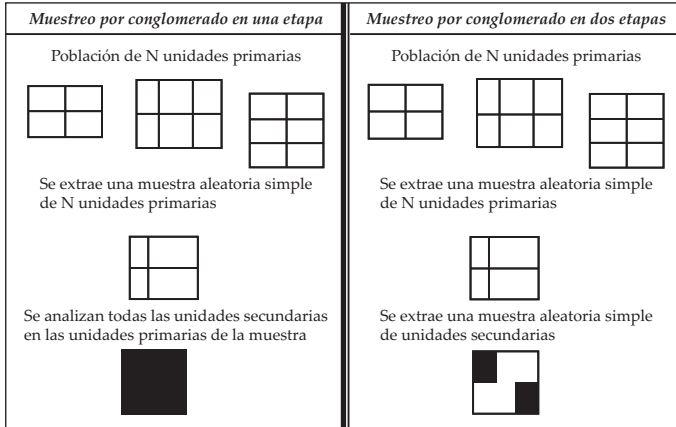 Muestreo por conglomerado en una etapa
Población de N unidades primarias
Se extrae una muestra aleatoria simple
de N unidades primarias
Se analizan todas las unidades secundarias
en las unidades primarias de la muestra
Muestreo por conglomerado en dos etapas
Población de N unidades primarias
Se extrae una muestra aleatoria simple
de N unidades primarias
Se extrae una muestra aleatoria simple
de unidades secundarias